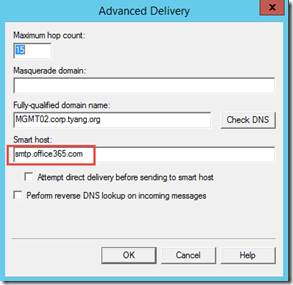 Advanced Delivery
x
Maximum hop count:
15
Masquerade domain:
Fully-qualified domain name:
MGMT02.corp.tyang.org
Check DNS
Smart host:
smtp.office365.com
Attempt direct delivery before sending to smart host
Perform reverse DNS lookup on incoming messages
OK
Cancel
Help